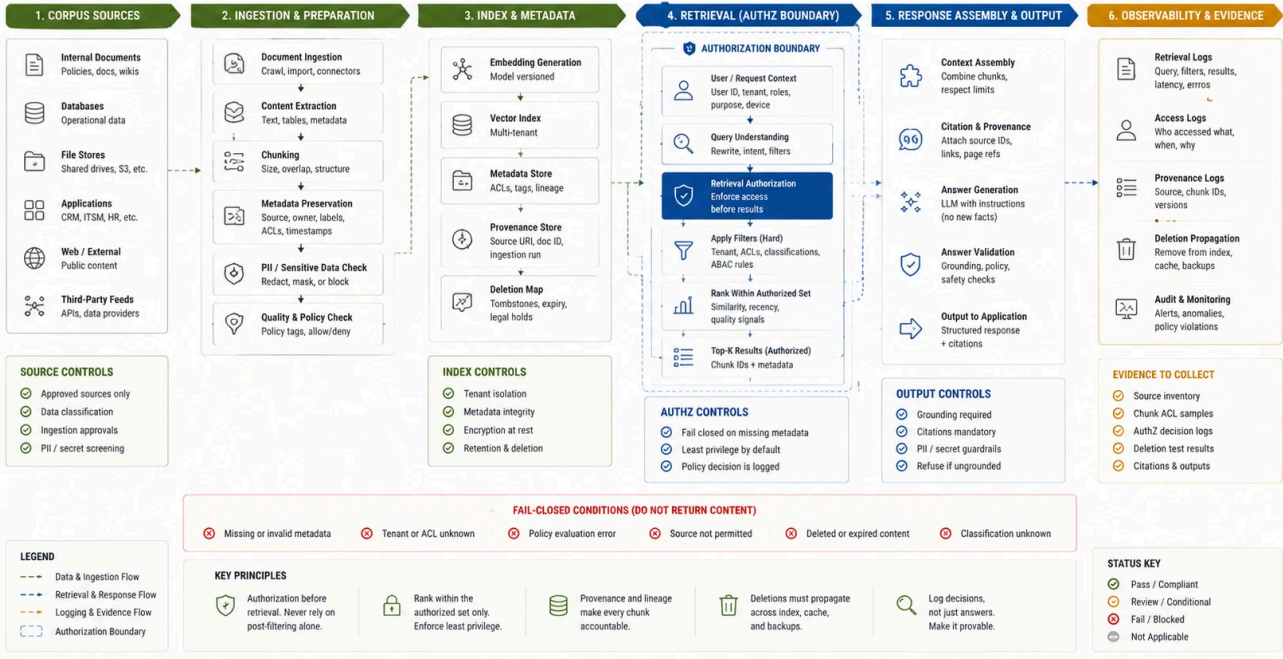 1. CORPUS SOURCES
Internal Documents
Policies, docs, wikis
Databases
Operational data
File Stores
Shared drives, S3, etc.
Applications
CRM, ITSM, HR, etc.
Web / External
Public content
Third-Party Feeds
APIs, data providers
SOURCE CONTROLS
Approved sources only
Data classification
Ingestion approvals
PII / secret screening
2. INGESTION & PREPARATION
Document Ingestion
Crawl, import, connectors
Content Extraction
Text, tables, metadata
Chunking
Size, overlap, structure
Metadata Preservation
Source, owner, labels,
ACLs, timestamps
PII / Sensitive Data Check
Redact, mask, or block
Quality & Policy Check
Policy tags, allow/deny
3. INDEX & METADATA
Embedding Generation
Model versioned
Vector Index
Multi-tenant
Metadata Store
ACLs, tags, lineage
Provenance Store
Source URI, doc ID,
ingestion run
Deletion Map
Tombstones, expiry,
legal holds
INDEX CONTROLS
Tenant isolation
Metadata integrity
Encryption at rest
Retention & deletion
4. RETRIEVAL (AUTHZ BOUNDARY)
AUTHORIZATION BOUNDARY
User / Request Context
User ID, tenant, roles,
purpose, device
Query Understanding
Rewrite, intent, filters
Retrieval Authorization
Enforce access
before results
Apply Filters (Hard)
Tenant, ACLs, classifications,
ABAC rules
Rank Within Authorized Set
Similarity, recency,
quality signals
Top-K Results (Authorized)
Chunk IDs + metadata
AUTHZ CONTROLS
Fail closed on missing metadata
Least privilege by default
Policy decision is logged
5. RESPONSE ASSEMBLY & OUTPUT
Context Assembly
Combine chunks,
respect limits
Citation & Provenance
Attach source IDs,
links, page refs
Answer Generation
LLM with instructions
(no new facts)
Answer Validation
Grounding, policy,
safety checks
Output to Application
Structured response
+ citations
OUTPUT CONTROLS
Grounding required
Citations mandatory
PII / secret guardrails
Refuse if ungrounded
6. OBSERVABILITY & EVIDENCE
Retrieval Logs
Query, filters, results,
latency, erros
Access Logs
Who accessed what,
when, why
Provenance Logs
Source, chunk IDs,
versions
Deletion Propagation
Remove from index,
cache, backups
Audit & Monitoring
Alerts, anomalies,
policy violations
EVIDENCE TO COLLECT
Source inventory
Chunk ACL samples
AuthZ decision logs
Deletion test results
Citations & outputs
FAIL-CLOSED CONDITIONS (DO NOT RETURN CONTENT)
Missing or invalid metadata
Tenant or ACL unknown
Policy evaluation error
Source not permitted
Deleted or expired content
Classification unknown
LEGEND
Data & Ingestion Flow
Retrieval & Response Flow
Logging & Evidence Flow
Authorization Boundary
KEY PRINCIPLES
Authorization before
retrieval. Never rely on
post-filtering alone.
Rank within the
authorized set only.
Enforce least privilege.
Provenance and lineage
make every chunk
accountable.
Deletions must propagate
across index, cache,
and backups.
Log decisions,
not just answers.
Make it provable.
STATUS KEY
Pass / Compliant
Review / Conditional
Fail / Blocked
Not Applicable